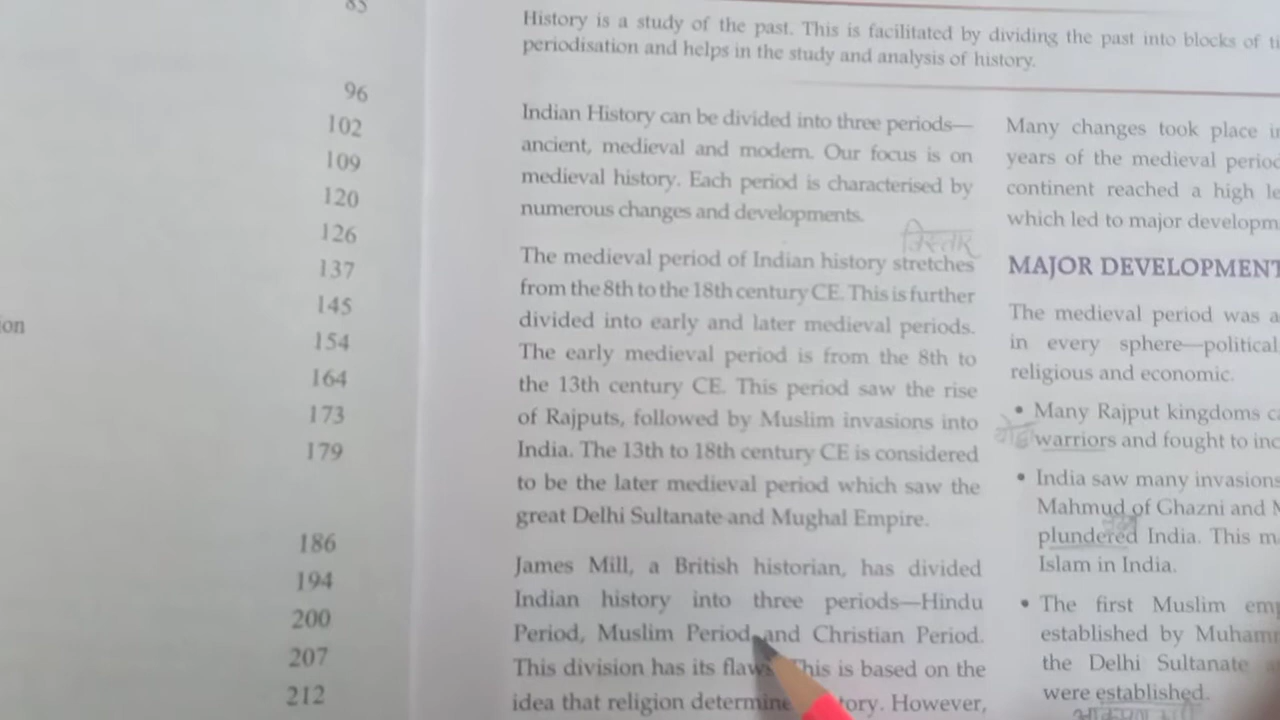 85
96
102
109
120
126
137
145
ion
154
164
173
179
186
194
200
207
212
History is a study of the past. This is facilitated by dividing the past into blocks of
periodisation and helps in the study and analysis of history.
Indian History can be divided into three periods—
ancient, medieval and modern. Our focus is on
medieval history. Each period is characterised by
numerous changes and developments.
विस्तार
The medieval period of Indian history stretches
from the 8th to the 18th century CE. This is further
divided into early and later medieval periods.
The early medieval period is from the 8th to
the 13th century CE. This period saw the rise
of Rajputs, followed by Muslim invasions into
India. The 13th to 18th century CE is considered
to be the later medieval period which saw the
great Delhi Sultanate and Mughal Empire.
James Mill, a British historian, has divided
Indian history into three periods—Hindu
Period, Muslim Period and Christian Period.
This division has its flaws. This is based on the
idea that religion However,
Many changes took place
years of the medieval
continent reached a high
which led to major
MAJOR
The medieval period was a
in every sphere—political
religious and economic.
• Many Rajput kingdoms
warriors and fought to
• India saw many invasions
Mahmud of Ghazni and
plundered India. This
Islam in India.
• The first Muslim
established by
the Delhi Sultanate
were established.